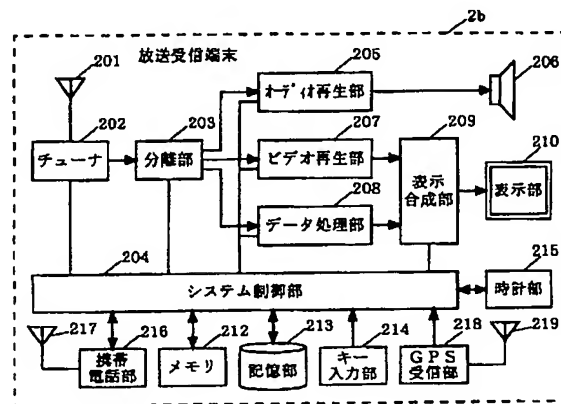 2b
201
放送受信端末
205
206
オーディオ再生部
202
203
207
209
チューナ
分離部
ビデオ再生部
210
表示
合成部
表示部
208
データ処理部
204
215
システム制御部
時計部
217
216
212
213
214
218
219
携帯
電話部
メモリ
記憶部
キー
入力部
GPS
受信部